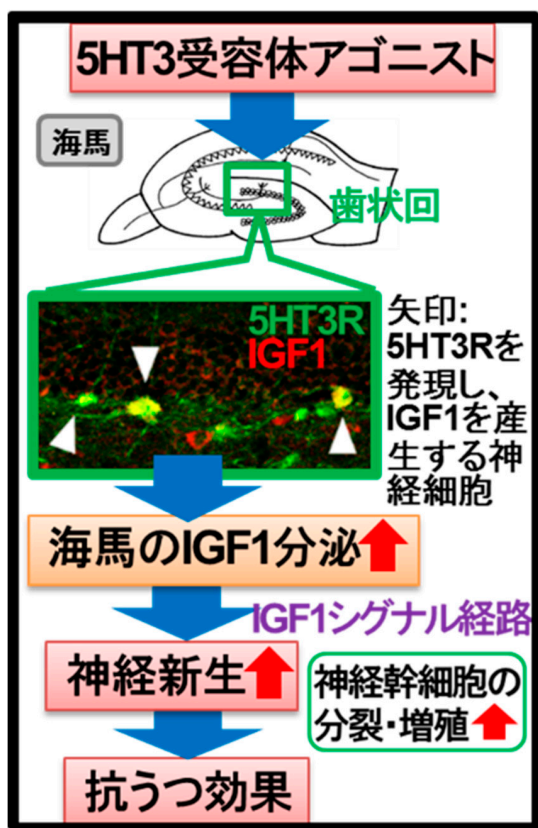 5HT3受容体アゴニスト
海馬
歯状回
5HT3R
IGF1
矢印:
5HT3Rを
発現し、
IGF1を産
生する神
経細胞
海馬のIGF1分泌
IGF1シグナル経路
神経新生
神経幹細胞の
分裂・増殖
抗うつ効果